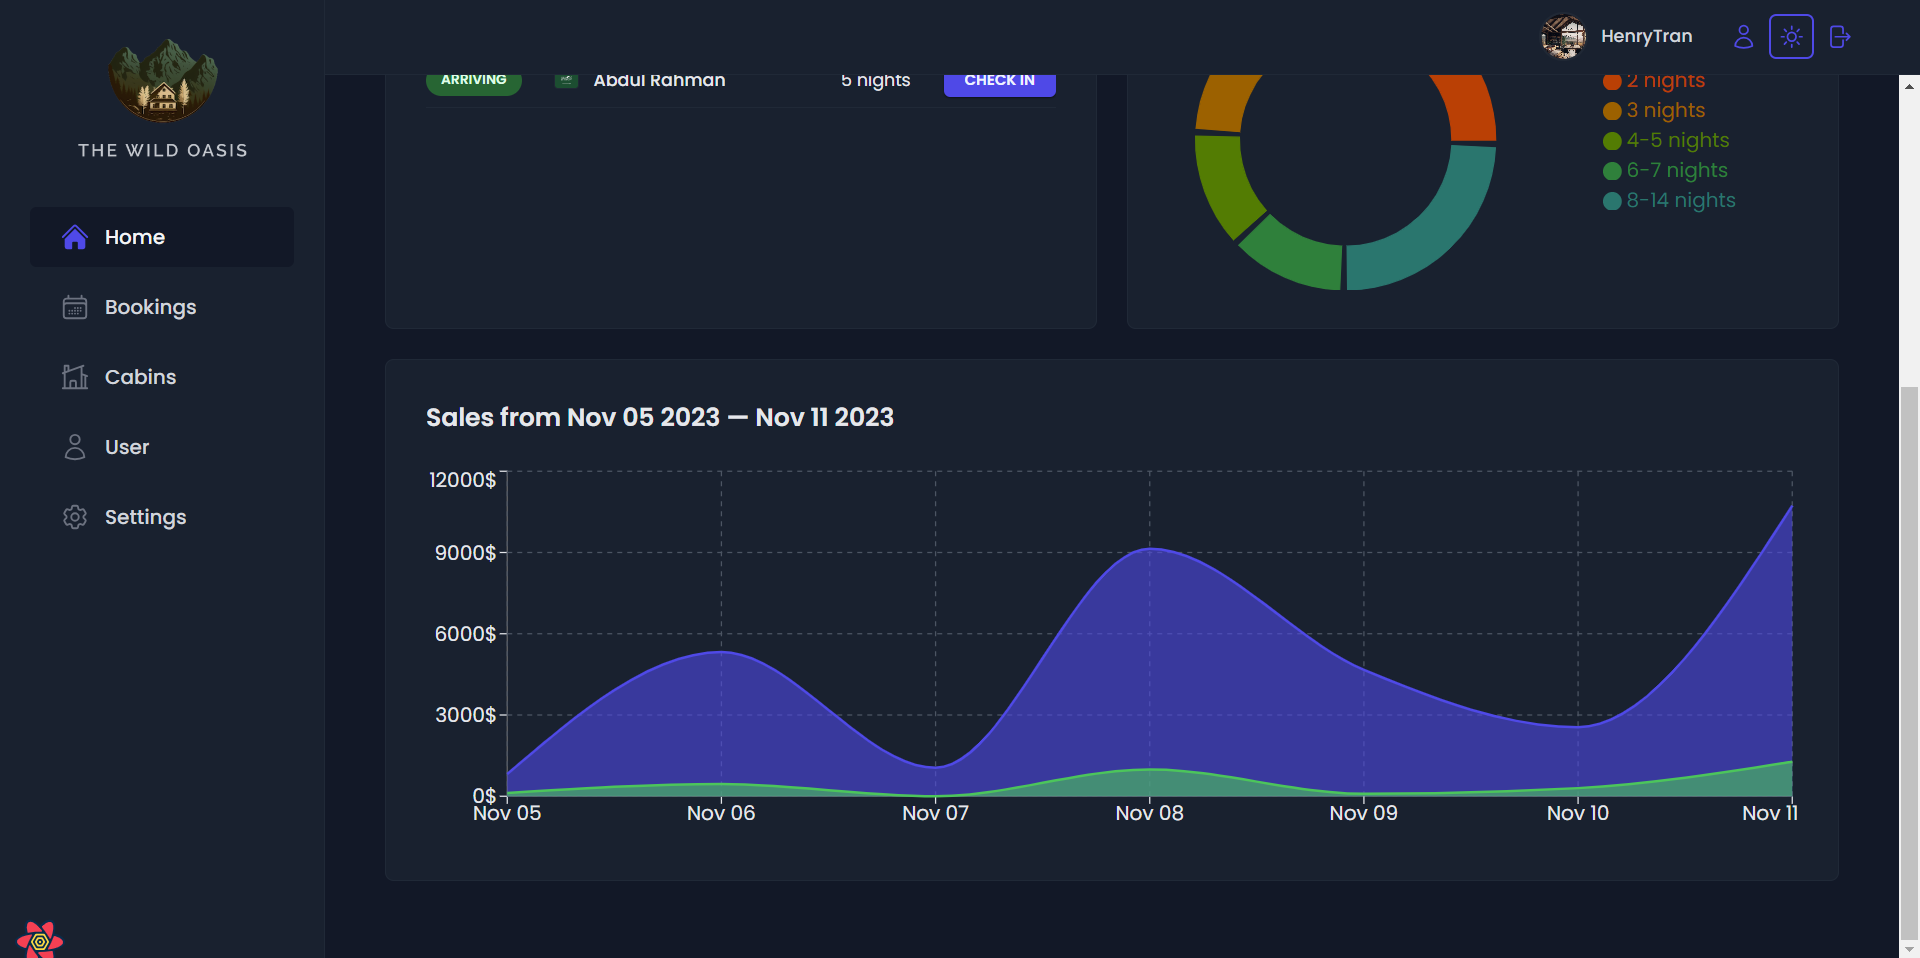 THE WILD OASIS
Home
Bookings
Cabins
User
Settings
HenryTran
ARRIVING Abdul Rahman 5 nights CHECK IN
2 nights
3 nights
4-5 nights
6-7 nights
8-14 nights
Sales from Nov 05 2023 — Nov 11 2023
12000$
9000$
6000$
3000$
0$
Nov 05 Nov 06 Nov 07 Nov 08 Nov 09 Nov 10 Nov 11